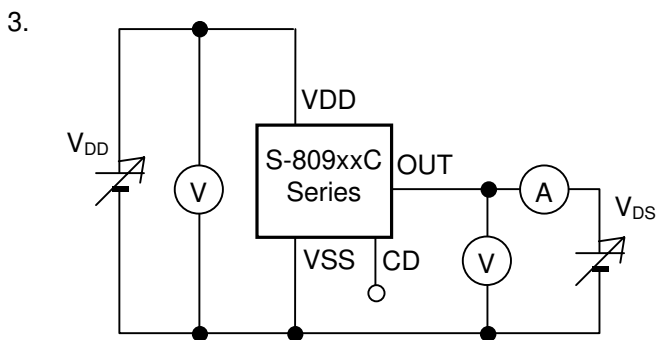 3.
VDD
VDD
S-809xxC
Series
OUT
V
A
VDS
VSS
CD
V